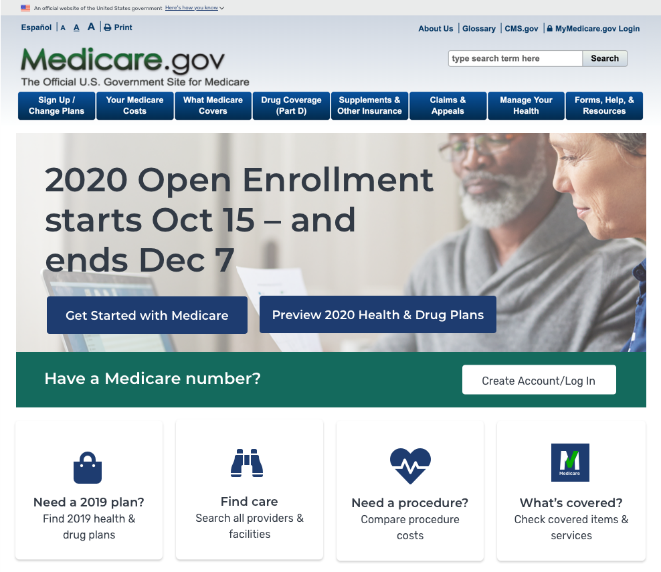 An official website of the United States government Here's how you know
Español | A A A | Print
About Us | Glossary | CMS.gov | MyMedicare.gov Login
Medicare.gov
The Official U.S. Government Site for Medicare
type search term here Search
Sign Up / Change Plans
Your Medicare Costs
What Medicare Covers
Drug Coverage (Part D)
Supplements & Other Insurance
Claims & Appeals
Manage Your Health
Forms, Help, & Resources
2020 Open Enrollment
starts Oct 15 – and
ends Dec 7
Get Started with Medicare
Preview 2020 Health & Drug Plans
Have a Medicare number?
Create Account/Log In
Need a 2019 plan?
Find 2019 health &
drug plans
Find care
Search all providers &
facilities
Need a procedure?
Compare procedure
costs
Medicare
What's covered?
Check covered items &
services